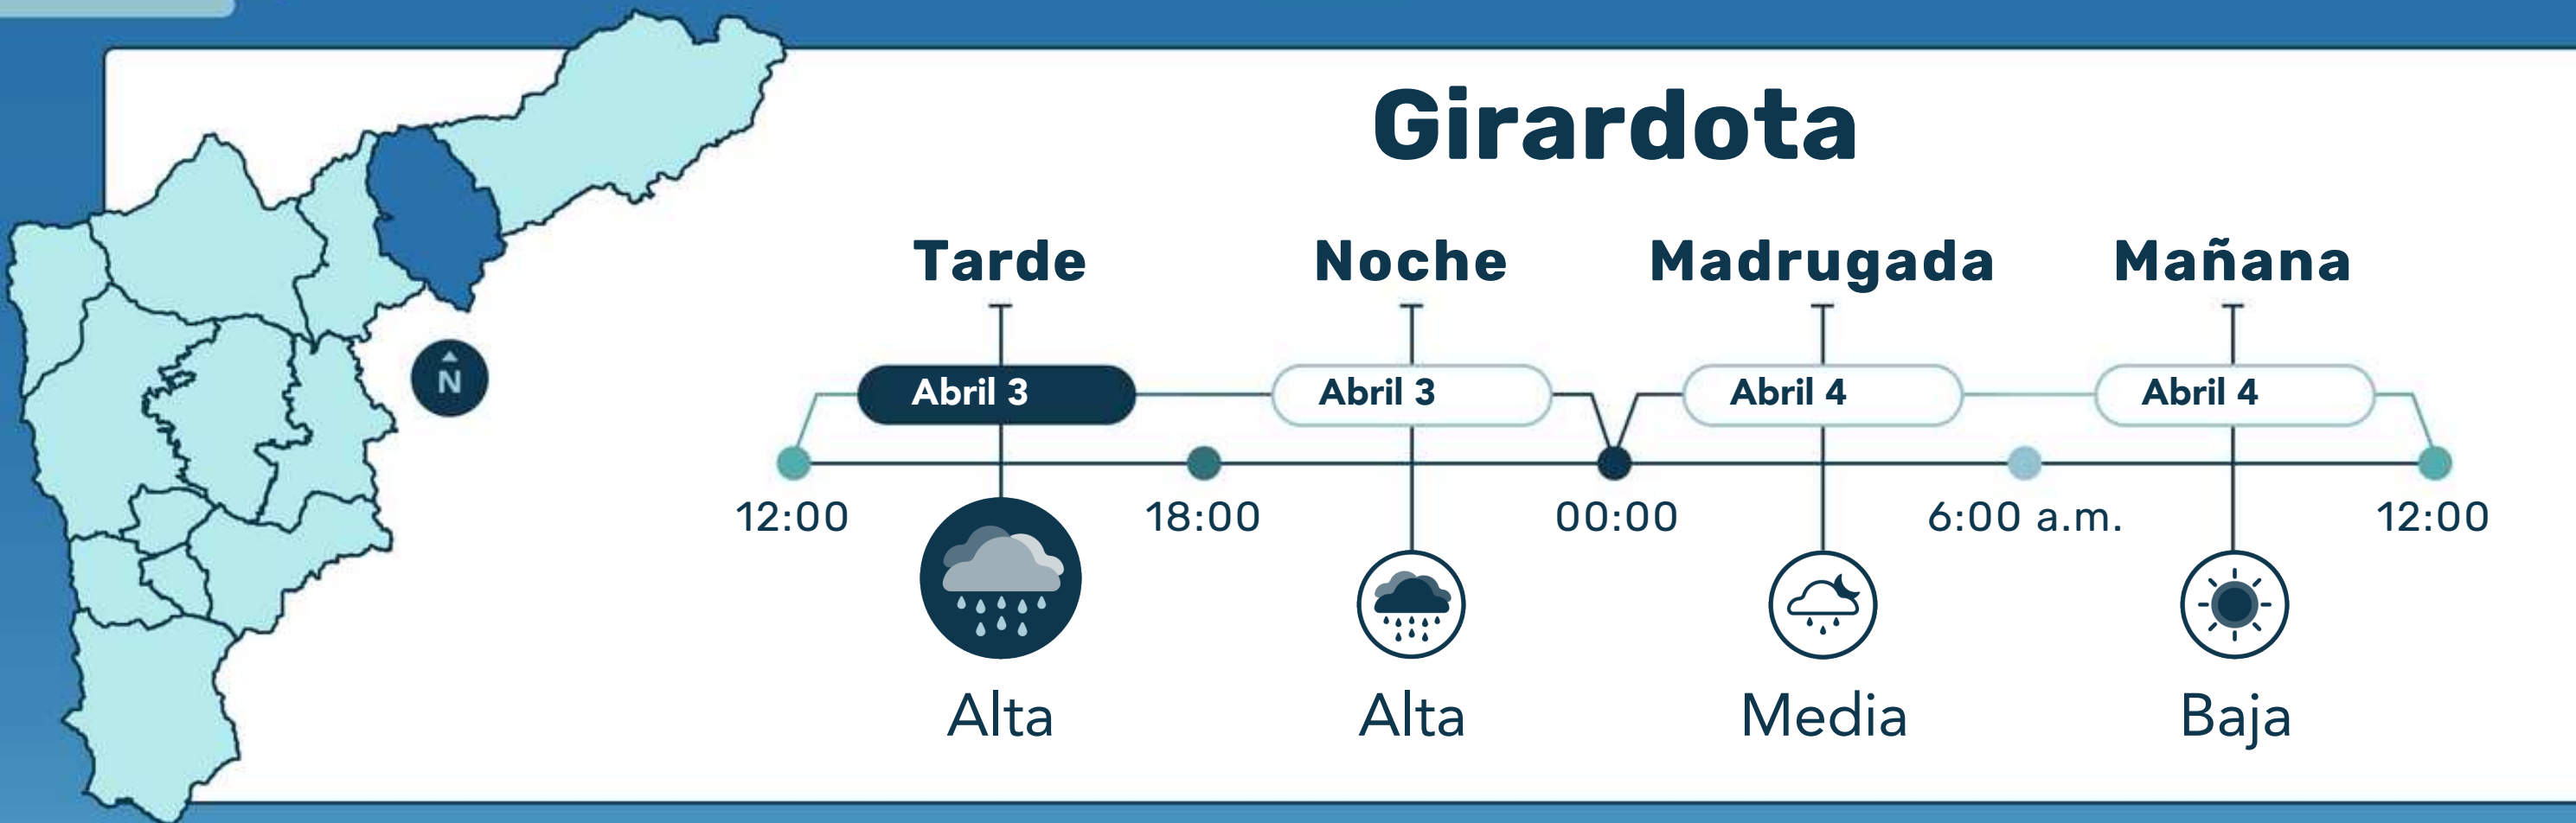 Girardota
Tarde Noche Madrugada Mañana
Abril 3 Abril 3 Abril 4 Abril 4
N
12:00 18:00 00:00 6:00 a.m. 12:00
Alta Alta Media Baja